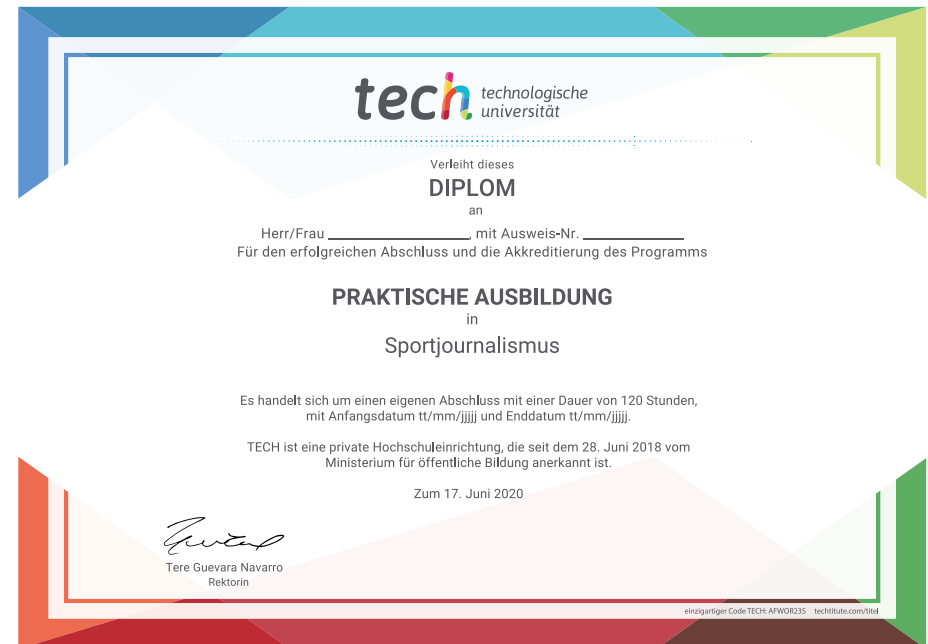 tech technologische
universität
Verleiht dieses
DIPLOM
an
Herr/Frau ____________, mit Ausweis-Nr. ____________
Für den erfolgreichen Abschluss und die Akkreditierung des Programms
PRAKTISCHE AUSBILDUNG
in
Sportjournalismus
Es handelt sich um einen eigenen Abschluss mit einer Dauer von 120 Stunden,
mit Anfangsdatum tt/mm/jjjjj und Enddatum tt/mm/jjjjj.
TECH ist eine private Hochschuleinrichtung, die seit dem 28. Juni 2018 vom
Ministerium für öffentliche Bildung anerkannt ist.
Zum 17. Juni 2020
Tere Guevara Navarro
Rektorin
einzigartiger Code TECH: AFWOR23S techtitute.com/titel